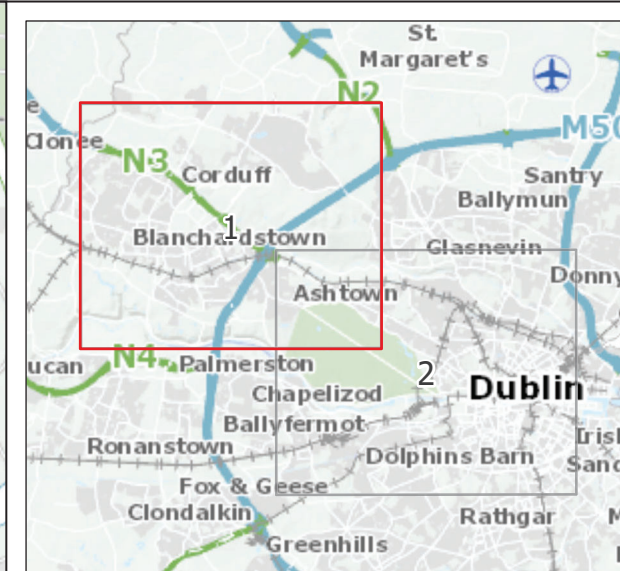 St.
Margaret's
N2
e
Clonee
M50
N3
Corduff
Santry
Ballymun
1
Blanchardstown
Glasnevin
Donny
Ashtown
ucan
N4
Palmerston
2
Dublin
Chapelizod
Ballyfermot
Irisl
Ronanstown
Dolphins Barn
Sand
Fox & Geese
Clondalkin
Rathgar
M
Greenhills